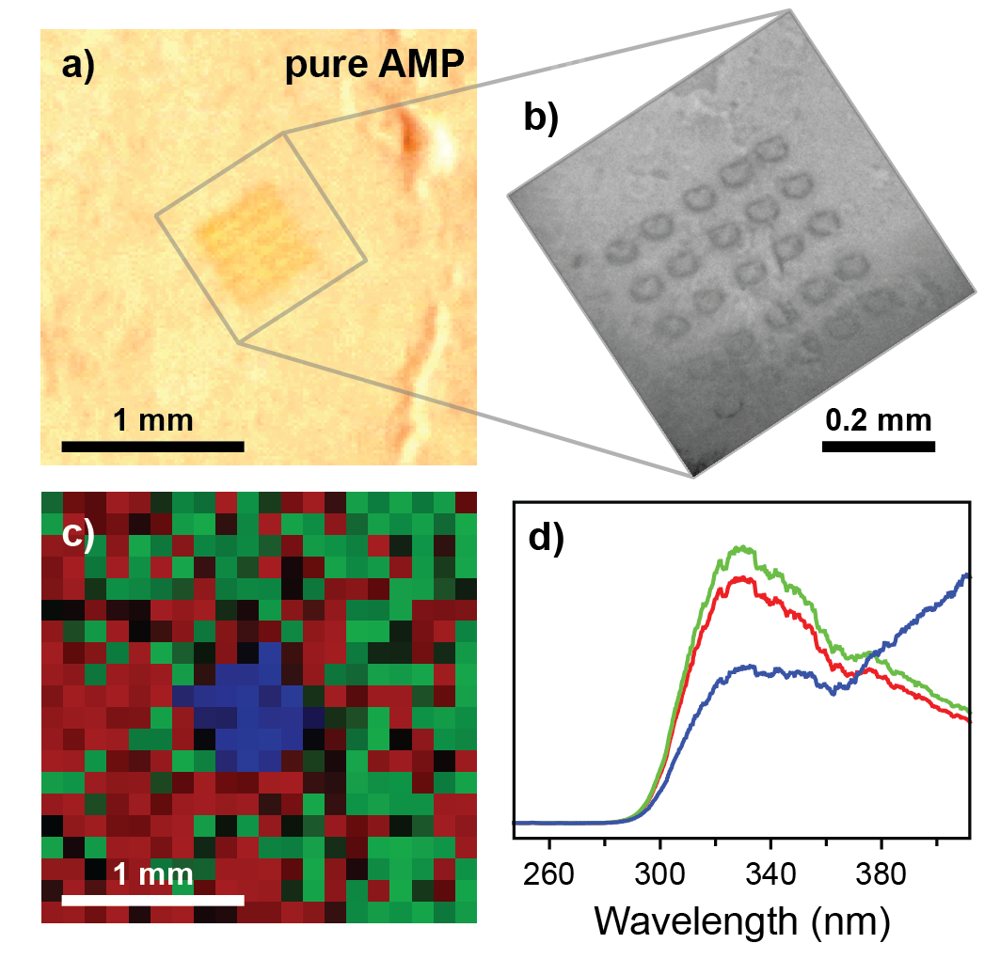 a)
pure AMP
b)
1 mm
0.2 mm
c)
1 mm
d)
260 300 340 380
Wavelength (nm)